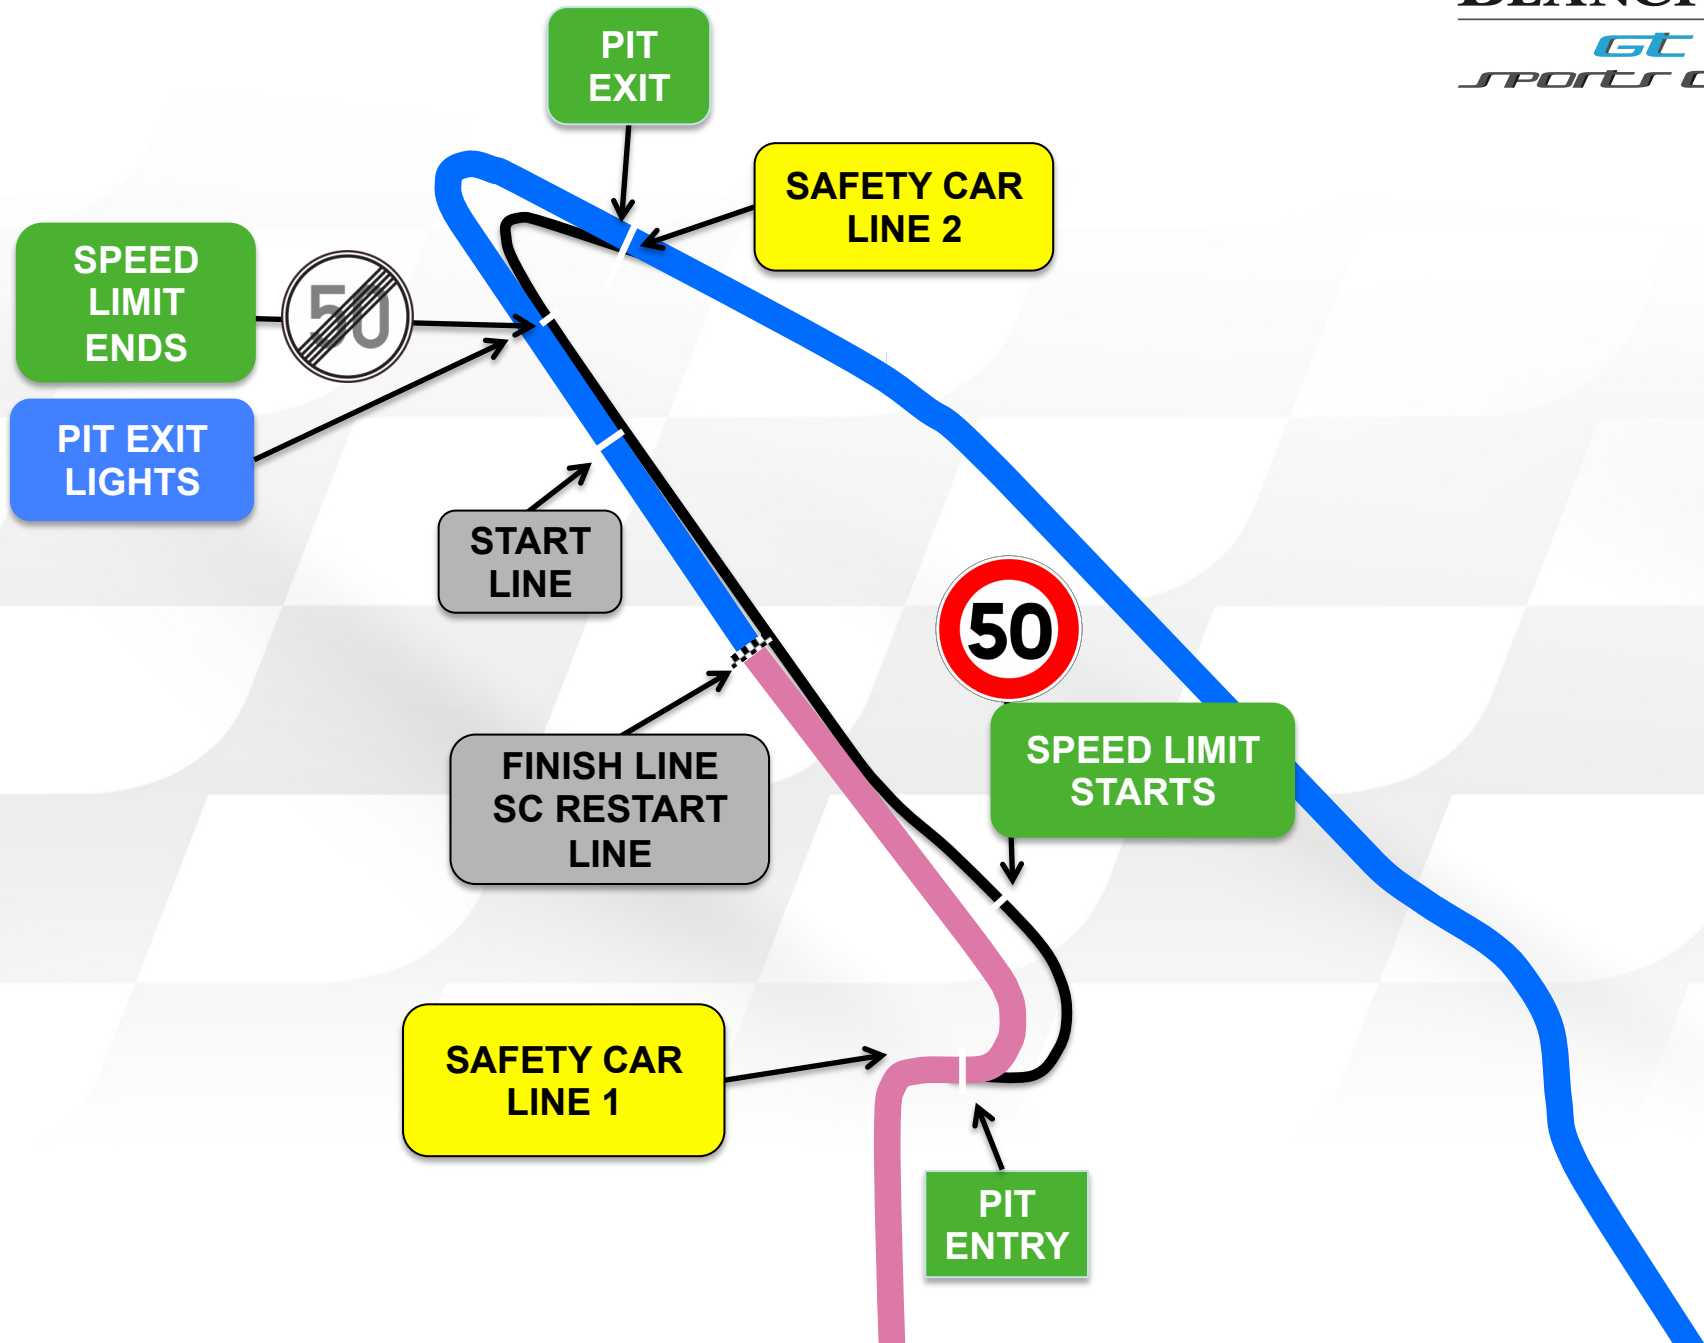 GT
SPORTS
PIT
EXIT
SAFETY CAR
LINE 2
SPEED
LIMIT
ENDS
50
PIT EXIT
LIGHTS
START
LINE
50
SPEED LIMIT
STARTS
FINISH LINE
SC RESTART
LINE
SAFETY CAR
LINE 1
PIT
ENTRY